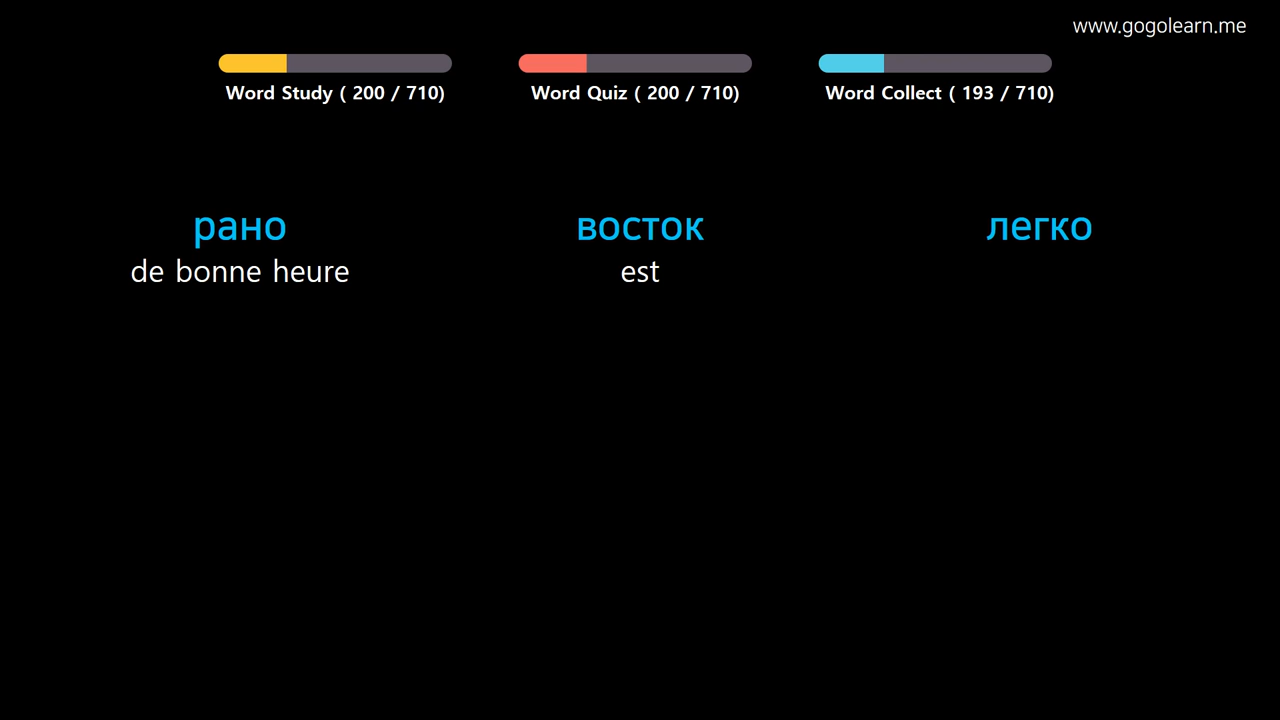 www.gogolearn.me
Word Study ( 200 / 710)
Word Quiz ( 200 / 710)
Word Collect ( 193 / 710)
рано
de bonne heure
восток
est
легко